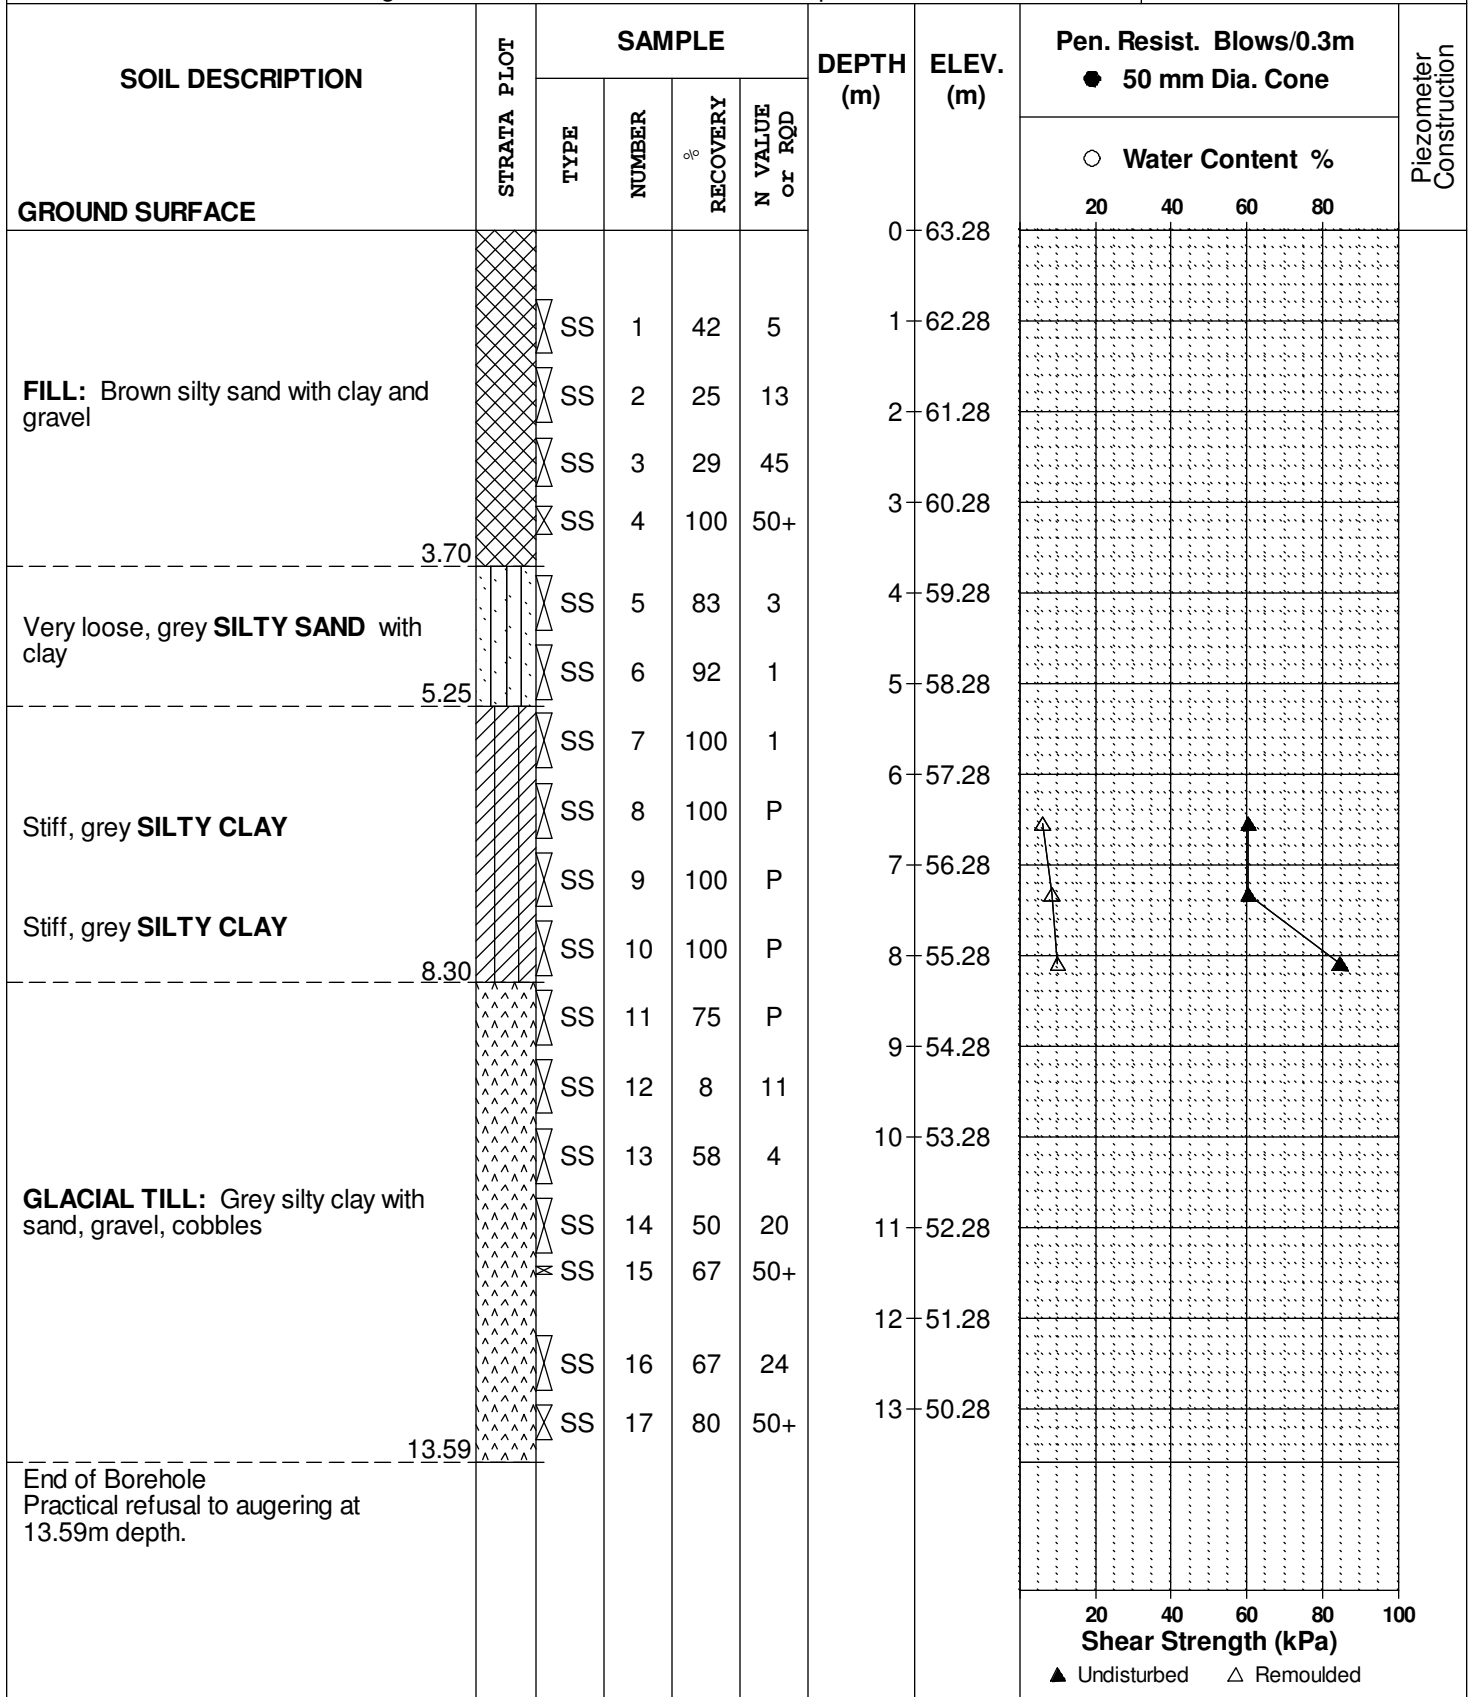 SOIL DESCRIPTION
GROUND SURFACE
STRATA PLOT
SAMPLE
TYPE
NUMBER
%
RECOVERY
N VALUE
or RQD
DEPTH
(m)
ELEV.
(m)
Pen. Resist. Blows/0.3m
● 50 mm Dia. Cone
○ Water Content %
20 40 60 80
Piezometer
Construction
0 63.28
SS 1 42 5
1 62.28
FILL: Brown silty sand with clay and
gravel
SS 2 25 13
2 61.28
SS 3 29 45
3 60.28
SS 4 100 50+
3.70
4 59.28
SS 5 83 3
Very loose, grey SILTY SAND with
clay
SS 6 92 1
5 58.28
5.25
SS 7 100 1
6 57.28
SS 8 100 P
Stiff, grey SILTY CLAY
7 56.28
SS 9 100 P
Stiff, grey SILTY CLAY
SS 10 100 P
8 55.28
8.30
SS 11 75 P
9 54.28
SS 12 8 11
10 53.28
SS 13 58 4
GLACIAL TILL: Grey silty clay with
sand, gravel, cobbles
SS 14 50 20
11 52.28
SS 15 67 50+
12 51.28
SS 16 67 24
13 50.28
SS 17 80 50+
13.59
End of Borehole
Practical refusal to augering at
13.59m depth.
20 40 60 80 100
Shear Strength (kPa)
▲ Undisturbed △ Remoulded